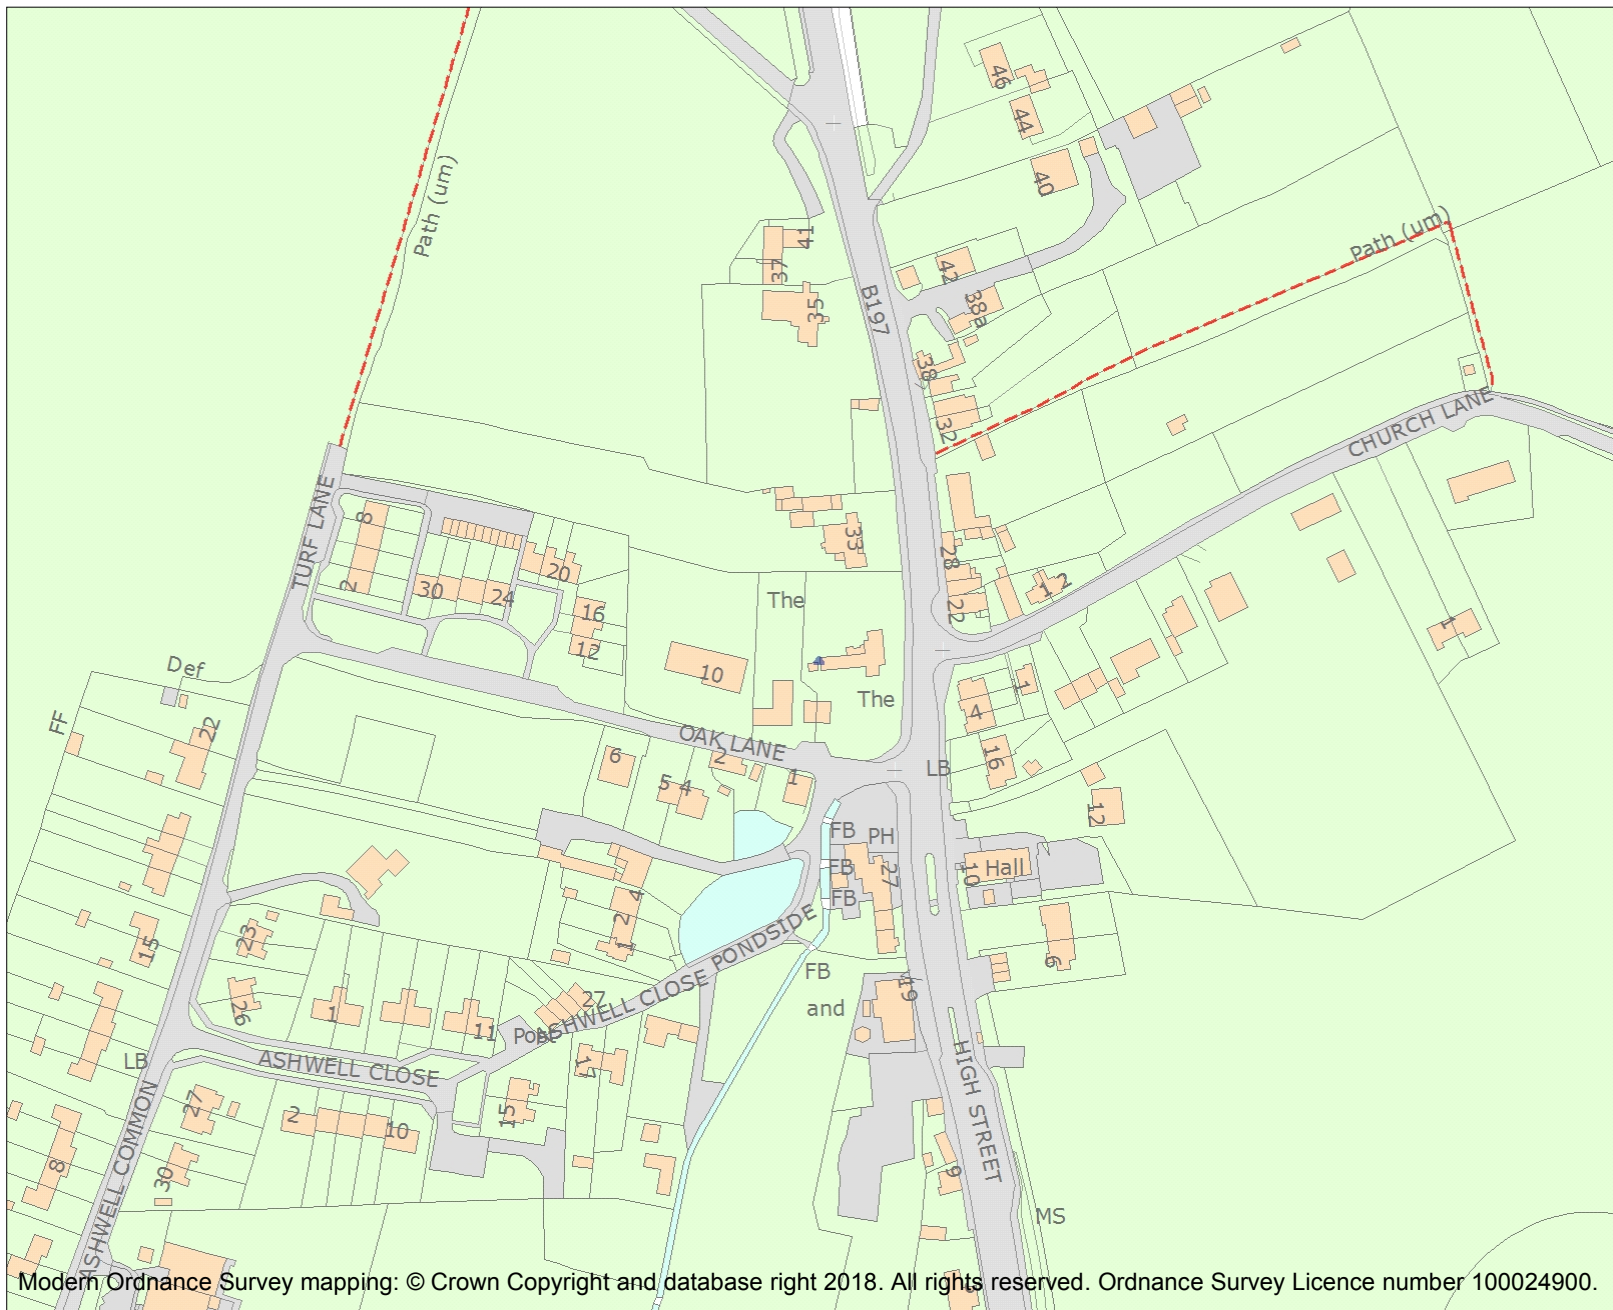 46
44
40
Path (um)
41
37
35
B197
42
38a
38
32
Path (um)
CHURCH LANE
TURF LANE
8
2
30
24
20
16
12
33
The
28
22
1
2
1
10
The
Def
FF
22
OAK LANE
6
5
4
2
1
4
1
16
LB
12
FB
PH
FB
FB
27
10
Hall
4
2
1
PONDSIDE
6
15
23
26
1
11
27
ASHWELL CLOSE
Post
FB
and
19
LB
ASHWELL CLOSE
17
15
27
2
10
30
8
ASHWELL COMMON
HIGH STREET
9
MS
Modern Ordnance Survey mapping: © Crown Copyright and database right 2018. All rights reserved. Ordnance Survey Licence number 100024900.